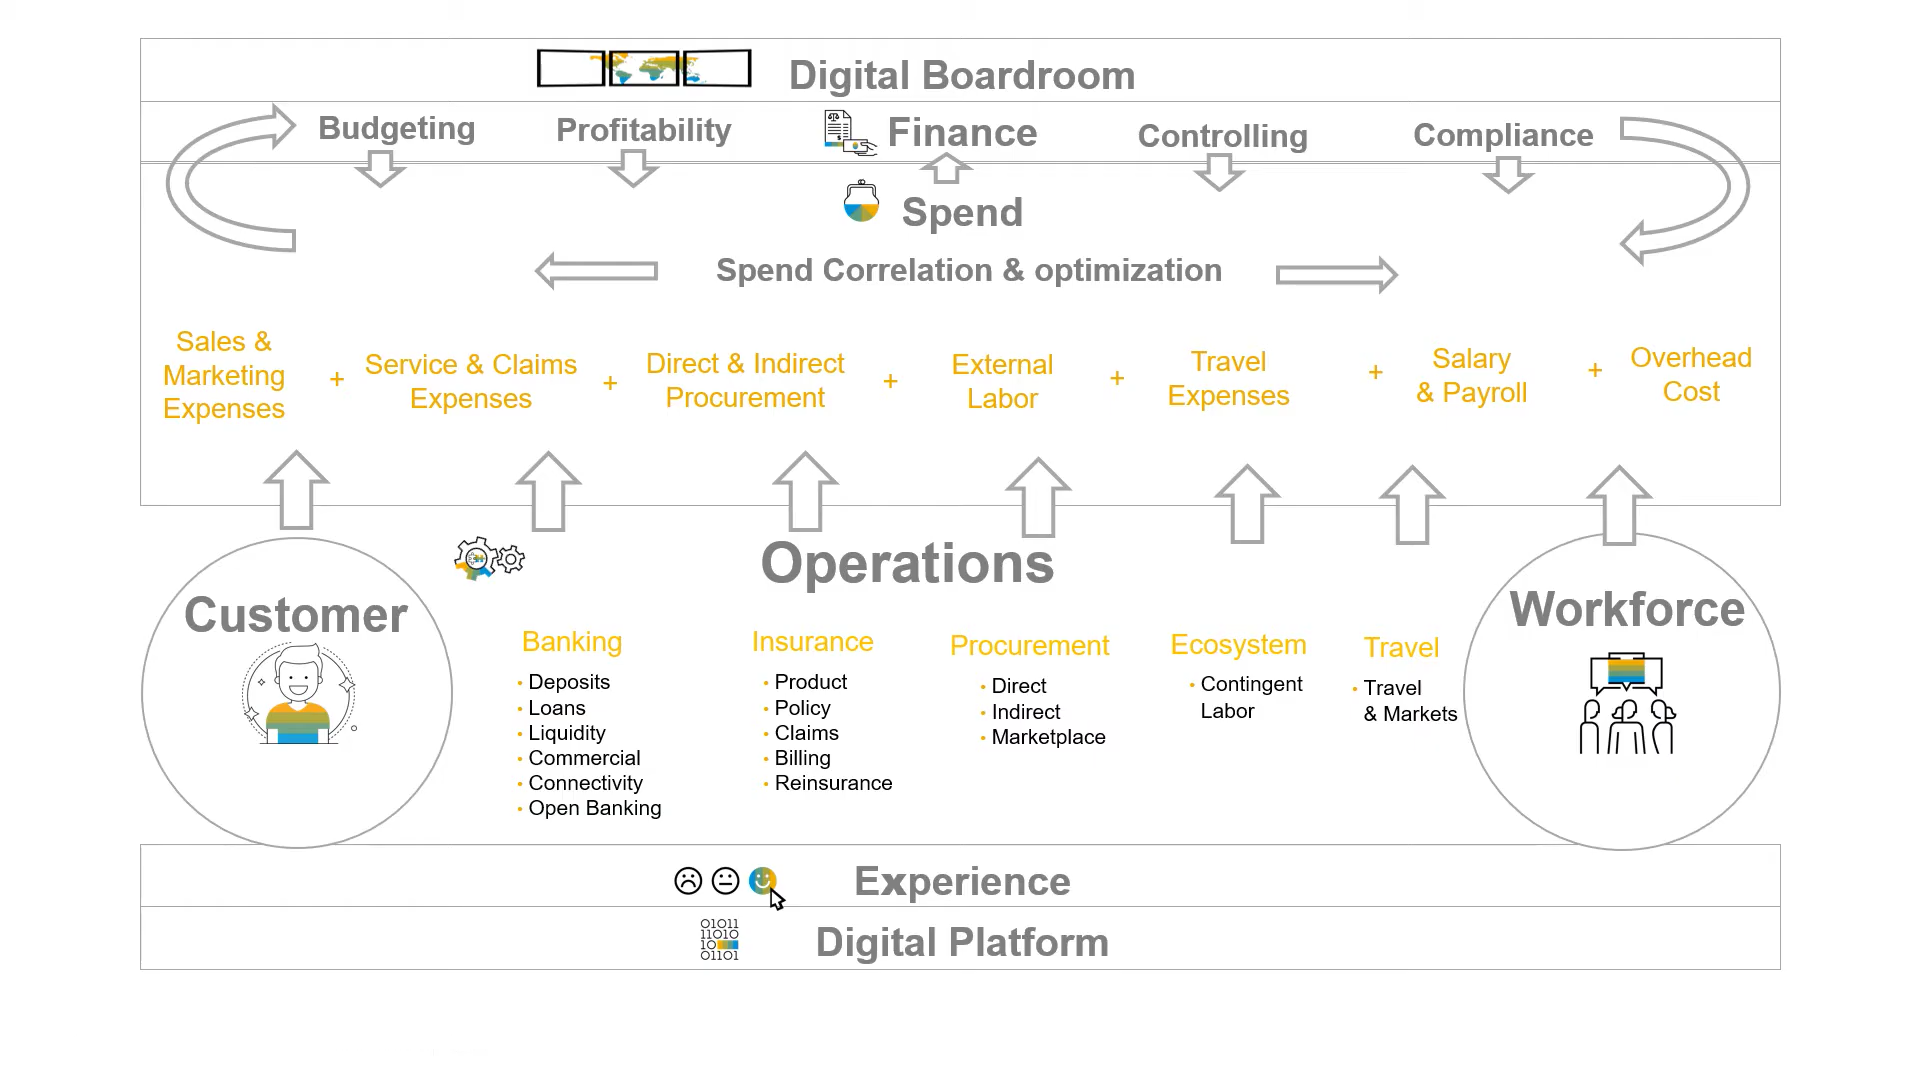 Digital Boardroom
Budgeting
Profitability
Finance
Controlling
Compliance
Spend
Spend Correlation & optimization
Sales &
Marketing
Expenses
+
Service & Claims
Expenses
+
Direct & Indirect
Procurement
+
External
Labor
+
Travel
Expenses
+
Salary
& Payroll
+
Overhead
Cost
Operations
Customer
Workforce
Banking
• Deposits
• Loans
• Liquidity
• Commercial
• Connectivity
• Open Banking
Insurance
• Product
• Policy
• Claims
• Billing
• Reinsurance
Procurement
• Direct
• Indirect
• Marketplace
Ecosystem
• Contingent
Labor
Travel
• Travel
& Markets
Experience
01011
11010
10
01101
Digital Platform